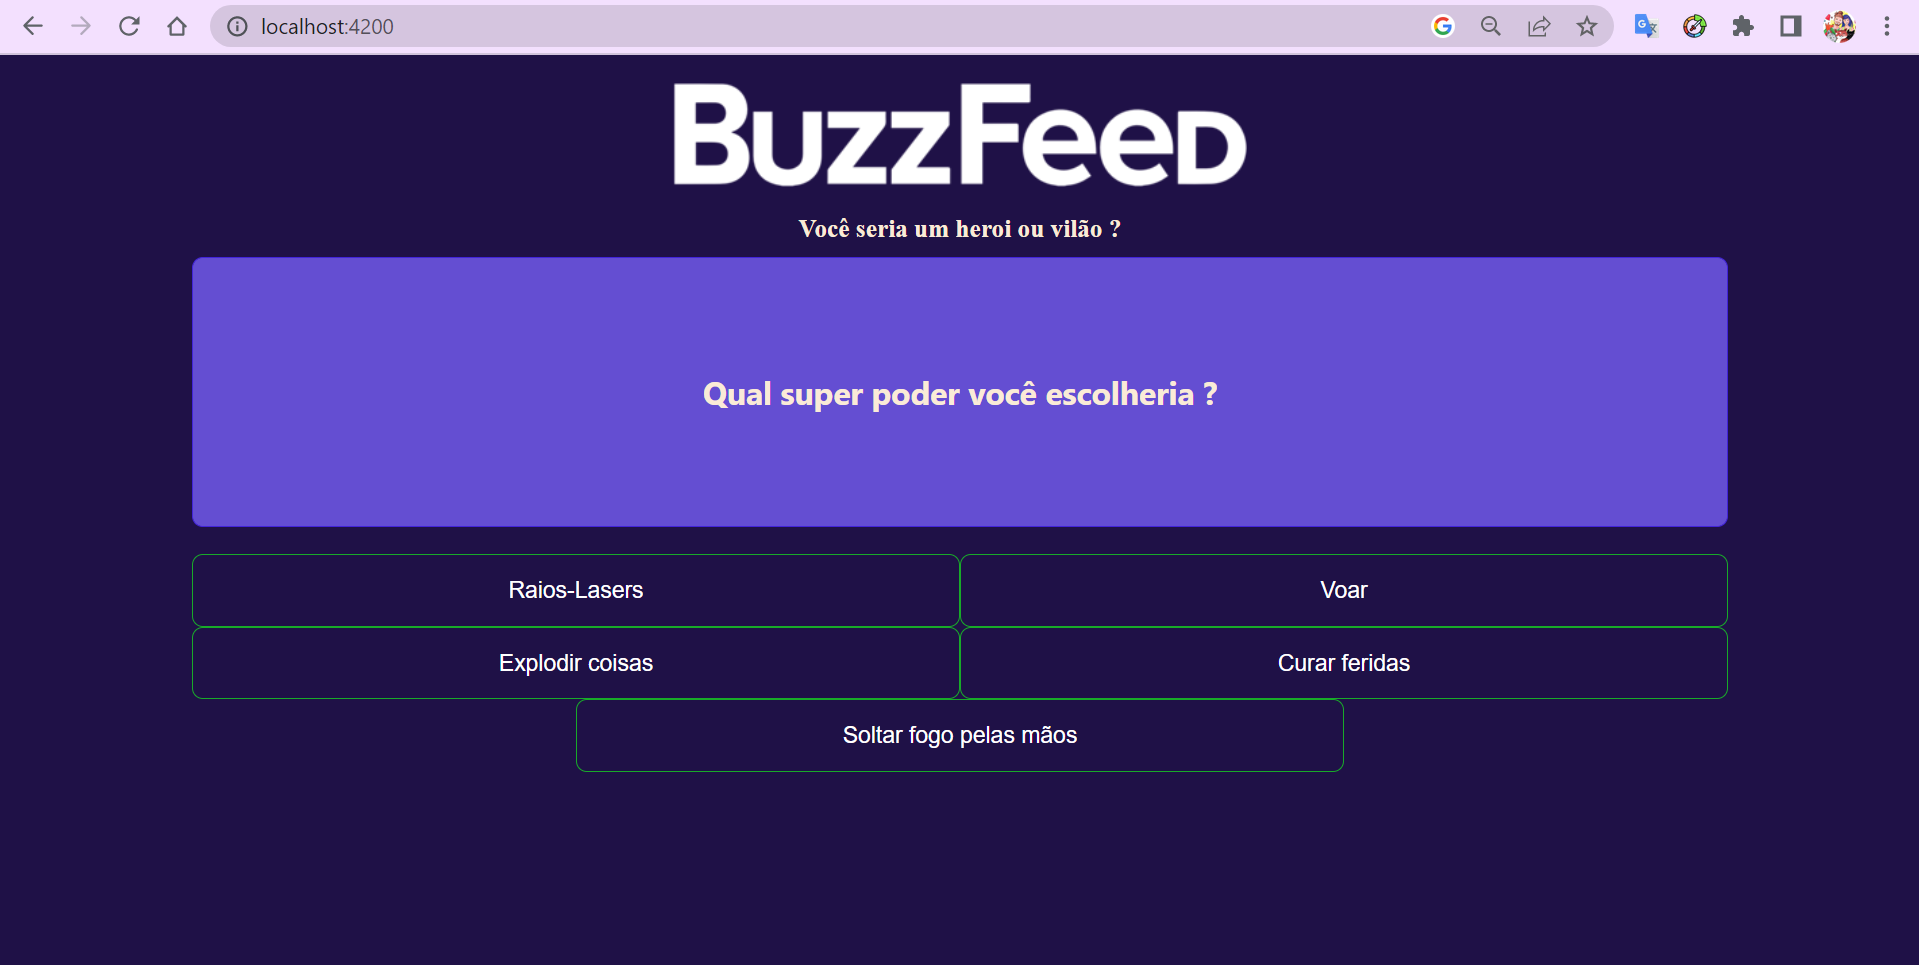 localhost:4200
BuzzFeed
Você seria um heroi ou vilão ?
Qual super poder você escolheria ?
Raios-Lasers
Voar
Explodir coisas
Curar feridas
Soltar fogo pelas mãos